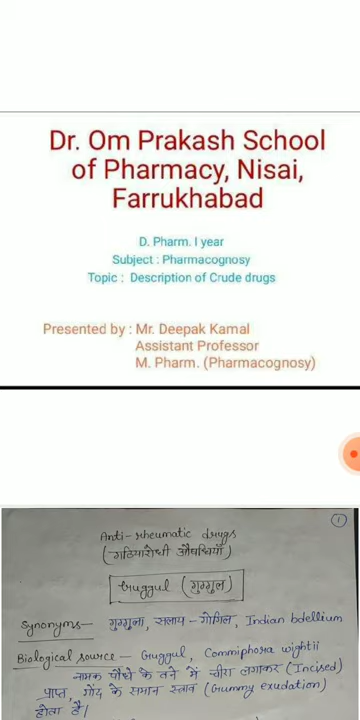 Dr. Om Prakash School
of Pharmacy, Nisai,
Farrukhabad
D. Pharm. I year
Subject : Pharmacognosy
Topic : Description of Crude drugs
Presented by : Mr. Deepak Kamal
Assistant Professor
M. Pharm. (Pharmacognosy)
1
Anti-rheumatic drugs
(गठियारोधी औषधियाँ)
Guggul (गुग्गुल)
Synonyms— गुग्गुला, सलाय-गोगिल, Indian bdellium
Biological source — Guggul, Commiphora wightii
नामक पौधे के तने में चीरा लगाकर (Incised)
प्राप्त, गोंद के समान स्त्राव (Gummy exudation)
होता है।